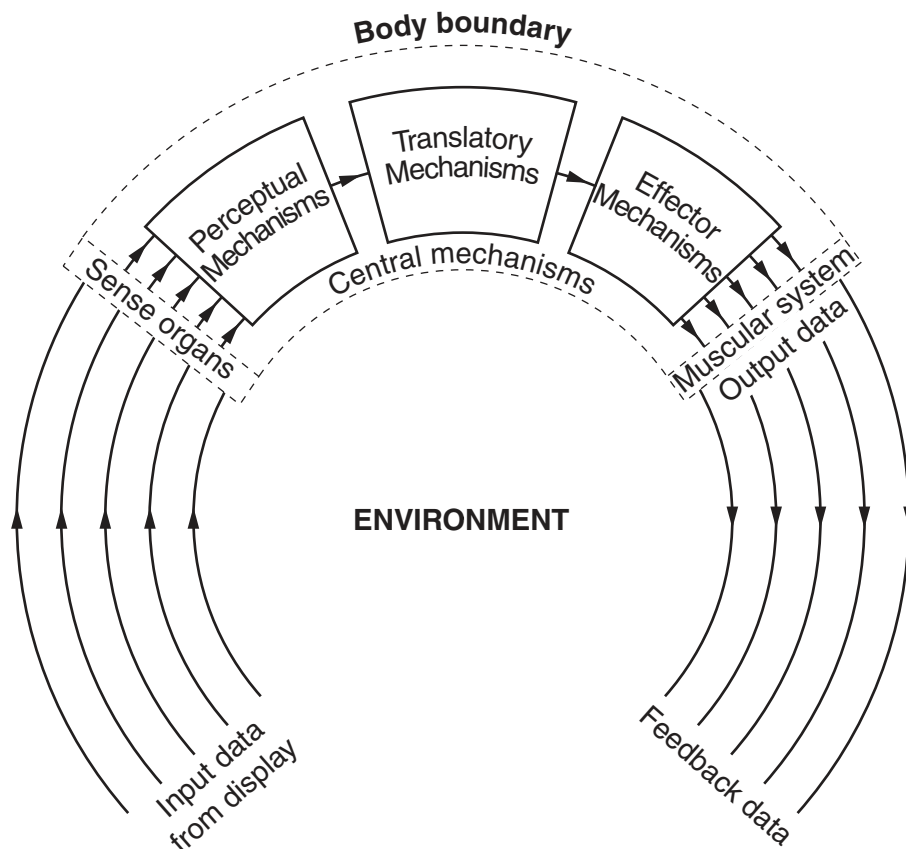 Body boundary
Translatory
Mechanisms
Perceptual
Mechanisms
Effector
Mechanisms
Central mechanisms
Sense organs
Muscular system
Output data
ENVIRONMENT
Input data
from display
Feedback data